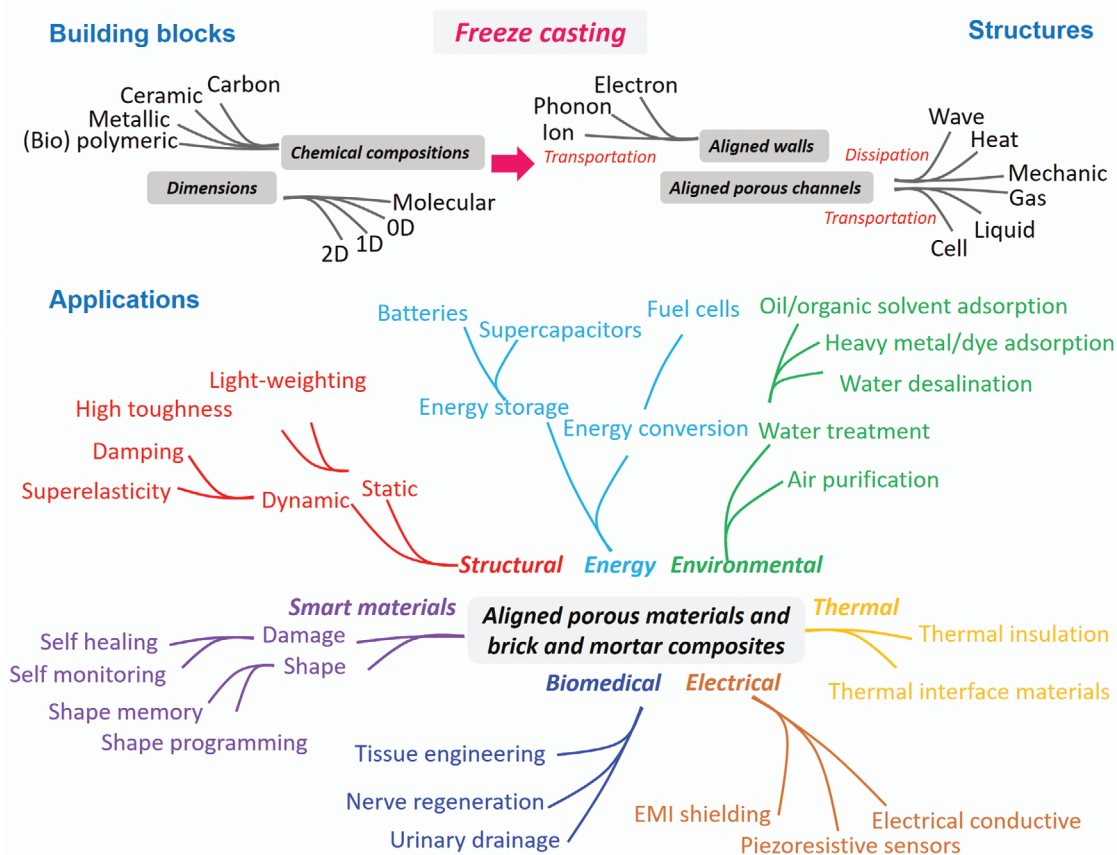 Building blocks
Freeze casting
Structures
Carbon
Ceramic
Metallic
(Bio) polymeric
Chemical compositions
Dimensions
Molecular
0D
1D
2D
Electron
Phonon
Ion
Transportation
Aligned walls
Aligned porous channels
Wave
Heat
Dissipation
Mechanic
Gas
Transportation
Liquid
Cell
Applications
Batteries
Supercapacitors
Fuel cells
Oil/organic solvent adsorption
Heavy metal/dye adsorption
Water desalination
Light-weighting
High toughness
Energy storage
Energy conversion
Water treatment
Damping
Superelasticity
Dynamic
Static
Air purification
Structural
Energy
Environmental
Smart materials
Aligned porous materials and
brick and mortar composites
Thermal
Self healing
Damage
Self monitoring
Shape
Shape memory
Shape programming
Thermal insulation
Thermal interface materials
Biomedical
Electrical
Tissue engineering
Nerve regeneration
Urinary drainage
EMI shielding
Electrical conductive
Piezoresistive sensors